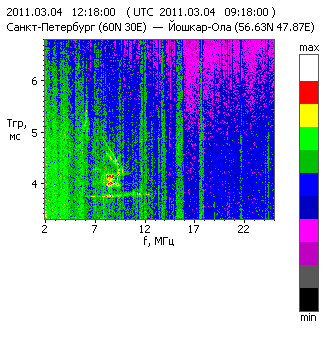 2011.03.04 12:18:00 (UTC 2011.03.04 09:18:00)
Санкт-Петербург (60N 30E) — Йошкар-Ола (56.63N 47.87E)
max
6
Тгр,
мс
5
4
2 7 12 17 22
f, МГц
min